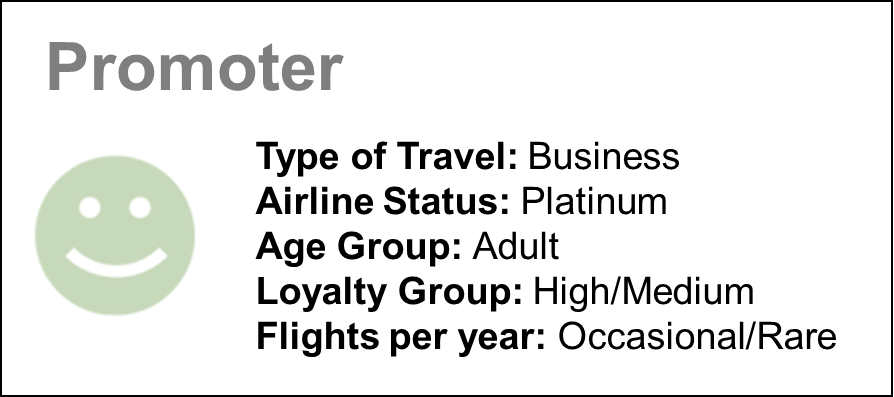 Promoter
Type of Travel: Business
Airline Status: Platinum
Age Group: Adult
Loyalty Group: High/Medium
Flights per year: Occasional/Rare